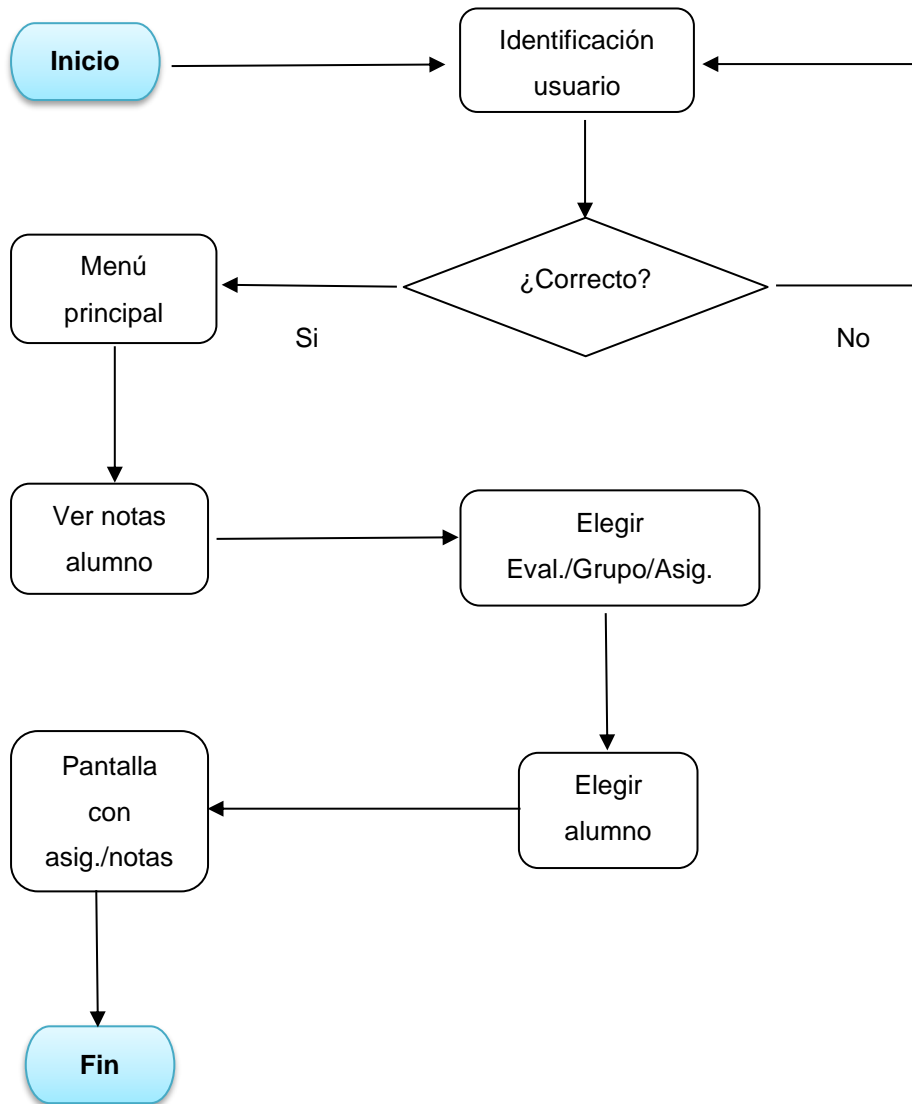 Inicio
Identificación
usuario
¿Correcto?
Si
No
Menú
principal
Ver notas
alumno
Elegir
Eval./Grupo/Asig.
Elegir
alumno
Pantalla
con
asig./notas
Fin